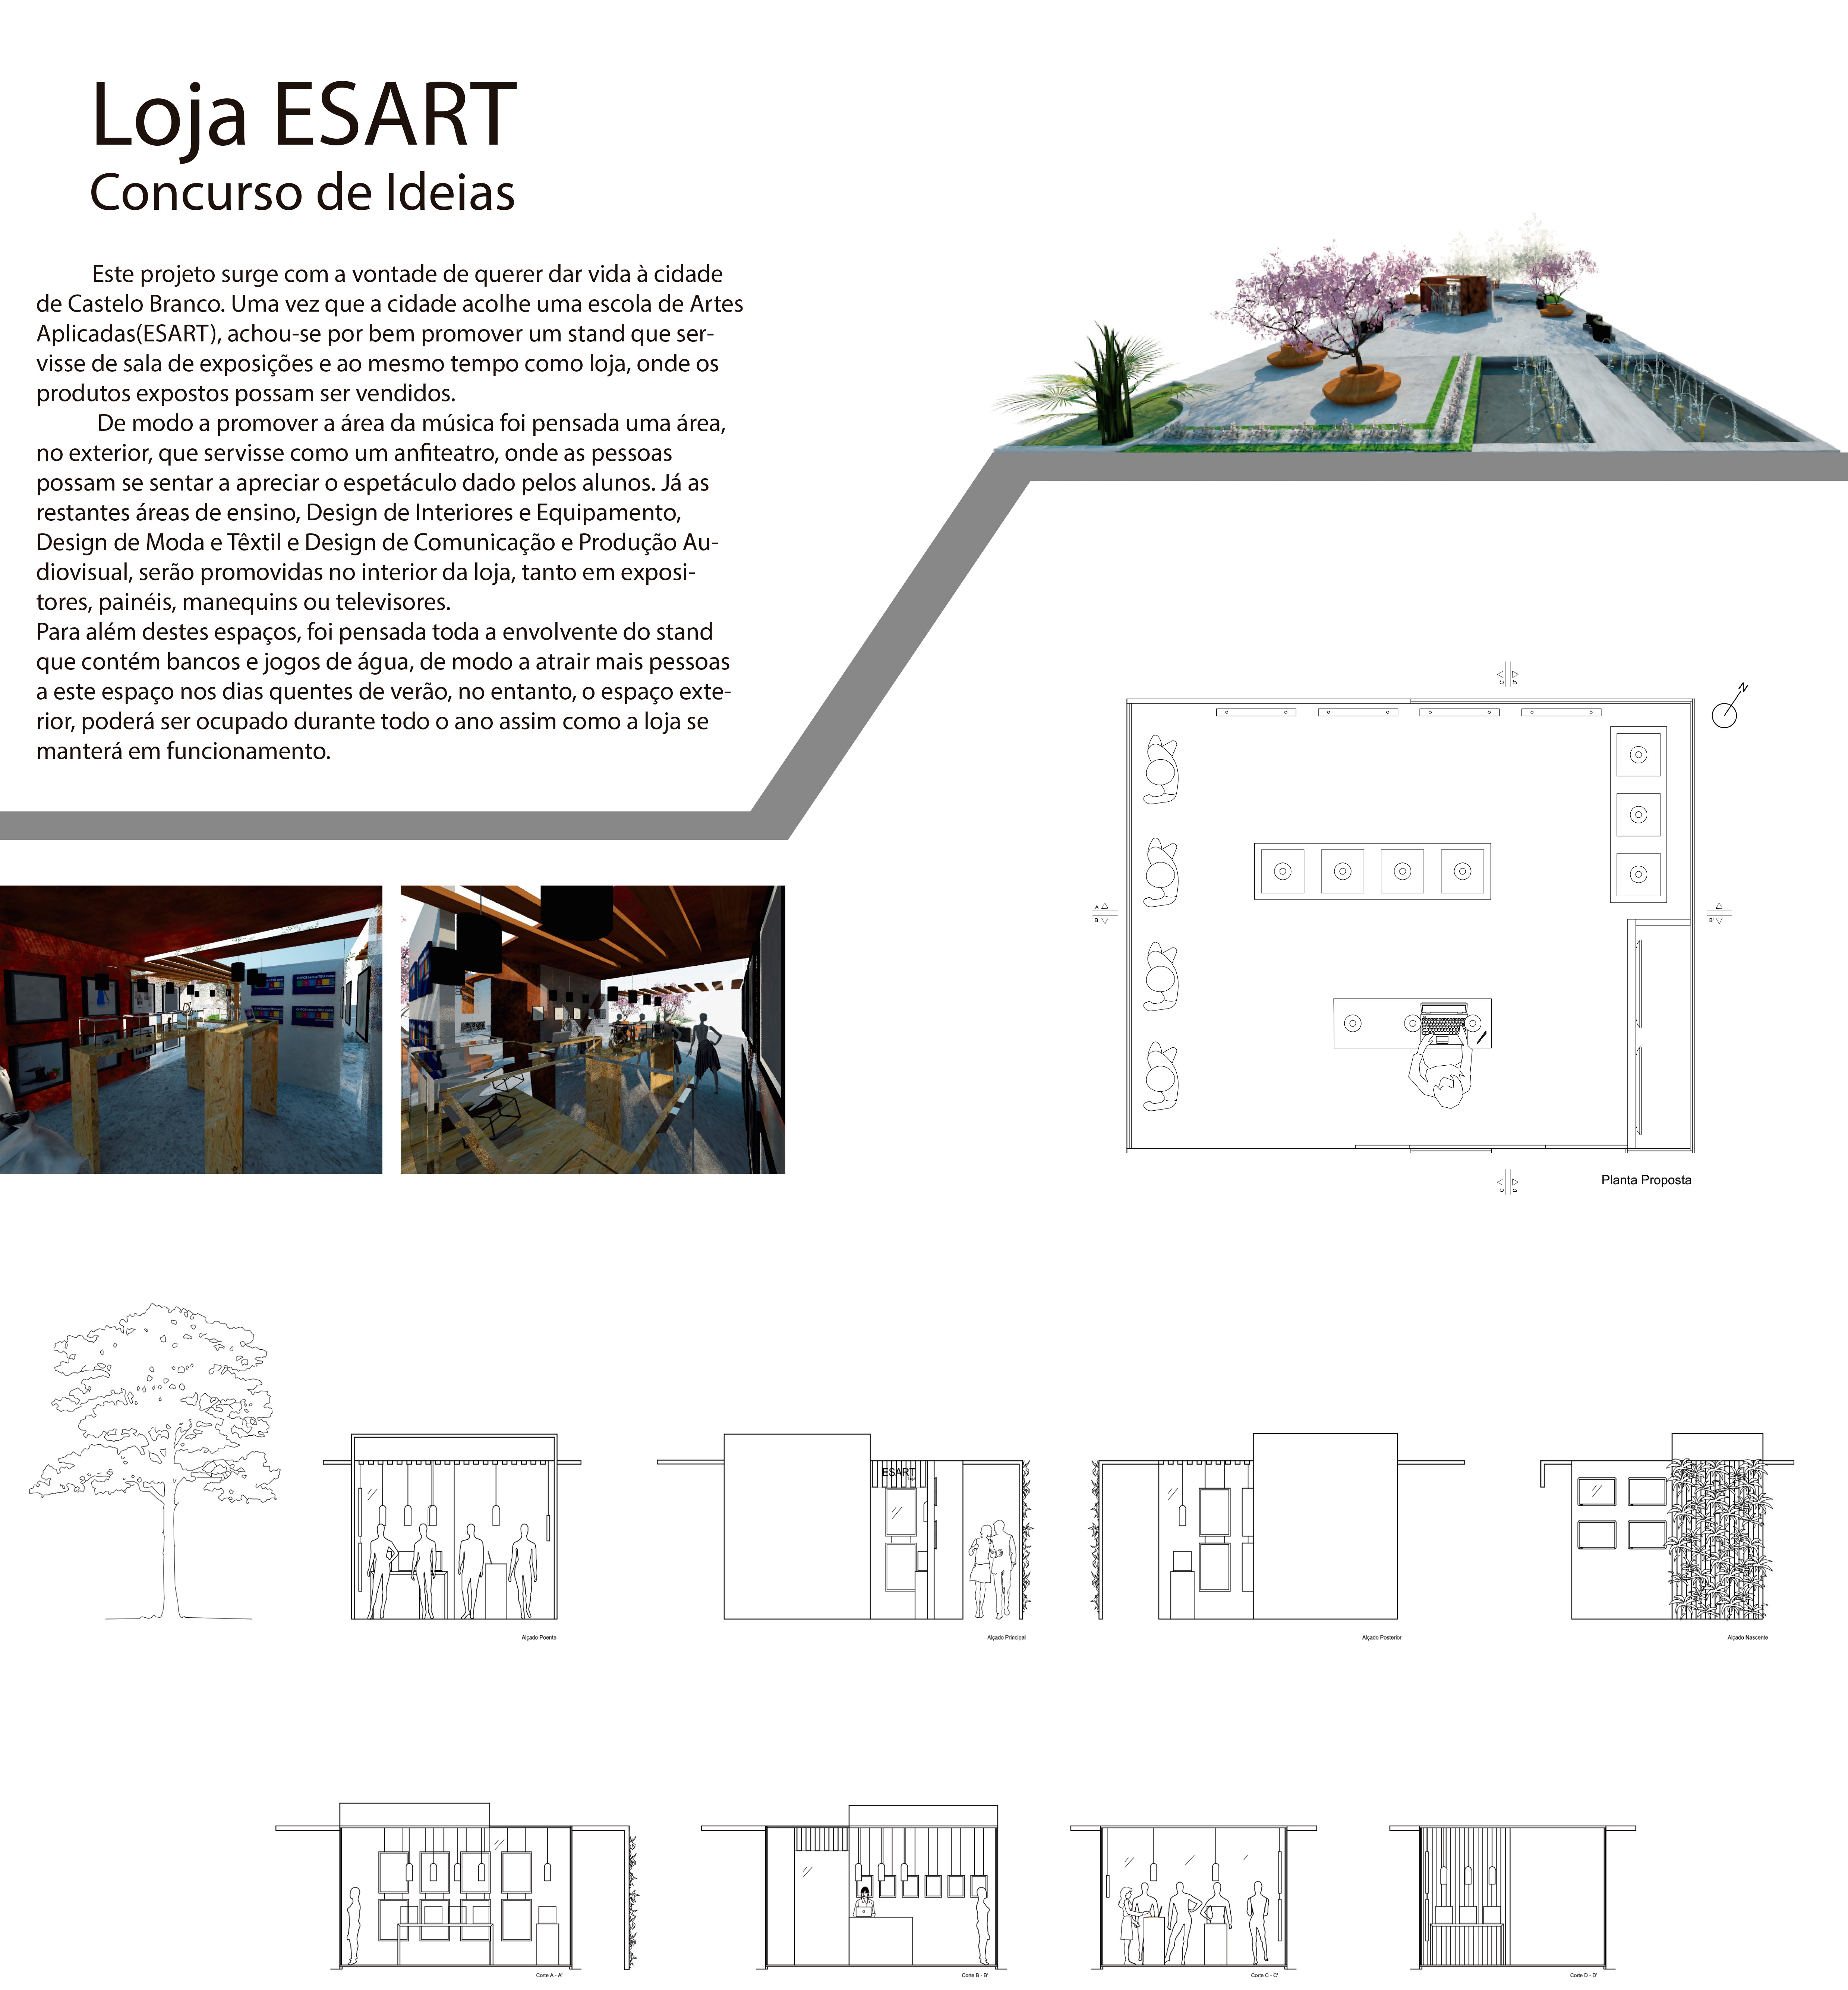 Loja ESART
Concurso de Ideias
Este projeto surge com a vontade de querer dar vida à cidade
de Castelo Branco. Uma vez que a cidade acolhe uma escola de Artes
Aplicadas(ESART), achou-se por bem promover um stand que ser-
visse de sala de exposições e ao mesmo tempo como loja, onde os
produtos expostos possam ser vendidos.
De modo a promover a área da música foi pensada uma área,
no exterior, que servisse como um anfiteatro, onde as pessoas
possam se sentar a apreciar o espetáculo dado pelos alunos. Já as
restantes áreas de ensino, Design de Interiores e Equipamento,
Design de Moda e Têxtil e Design de Comunicação e Produção Au-
diovisual, serão promovidas no interior da loja, tanto em exposi-
tores, painéis, manequins ou televisores.
Para além destes espaços, foi pensada toda a envolvente do stand
que contém bancos e jogos de água, de modo a atrair mais pessoas
a este espaço nos dias quentes de verão, no entanto, o espaço exte-
rior, poderá ser ocupado durante todo o ano assim como a loja se
manterá em funcionamento.
N
A
B
B'
C
D
Planta Proposta
ESART
Alçado Poente
Alçado Principal
Alçado Posterior
Alçado Nascente
Corte A - A'
Corte B - B'
Corte C - C'
Corte D - D'